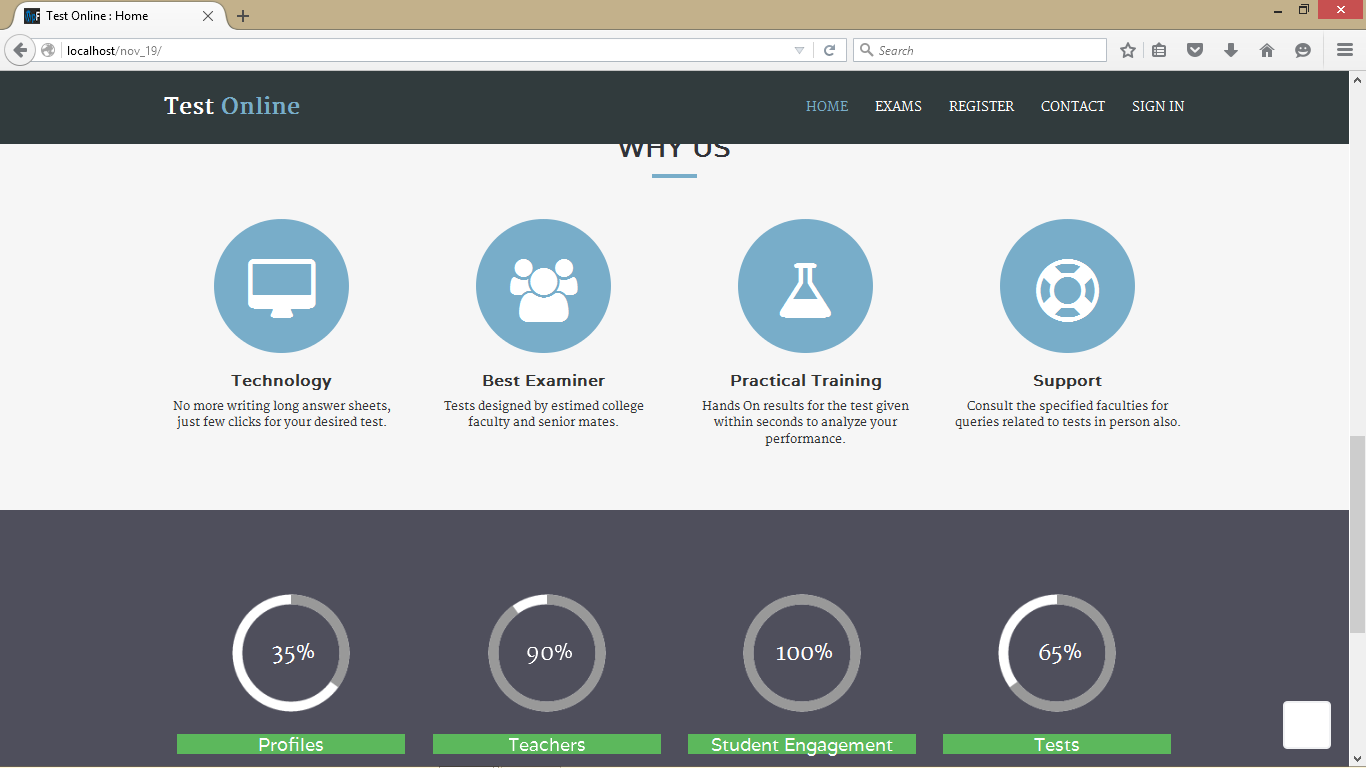 Test Online : Home
localhost/nov_19/
Search
Test Online
HOME EXAMS REGISTER CONTACT SIGN IN
WHY US
Technology
No more writing long answer sheets,
just few clicks for your desired test.
Best Examiner
Tests designed by estimed college
faculty and senior mates.
Practical Training
Hands On results for the test given
within seconds to analyze your
performance.
Support
Consult the specified faculties for
queries related to tests in person also.
35%
Profiles
90%
Teachers
100%
Student Engagement
65%
Tests